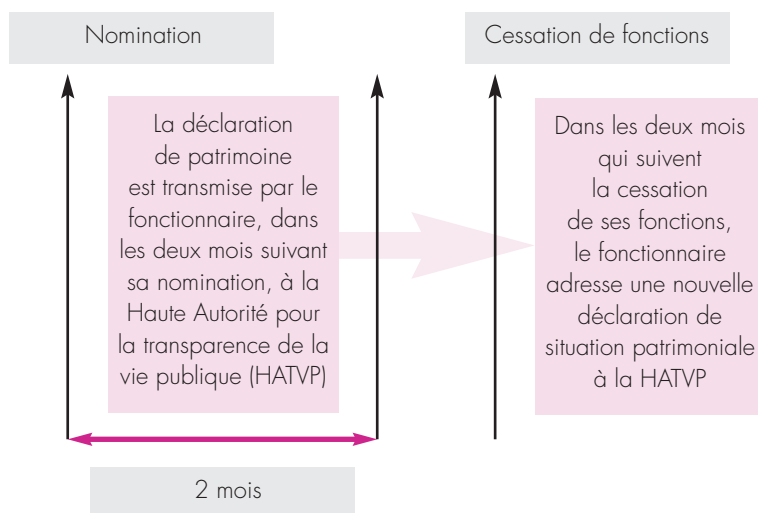 Nomination
Cessation de fonctions
La déclaration
de patrimoine
est transmise par le
fonctionnaire, dans
les deux mois suivant
sa nomination, à la
Haute Autorité pour
la transparence de la
vie publique (HATVP)
Dans les deux mois
qui suivent
la cessation
de ses fonctions,
le fonctionnaire
adresse une nouvelle
déclaration de
situation patrimoniale
à la HATVP
2 mois